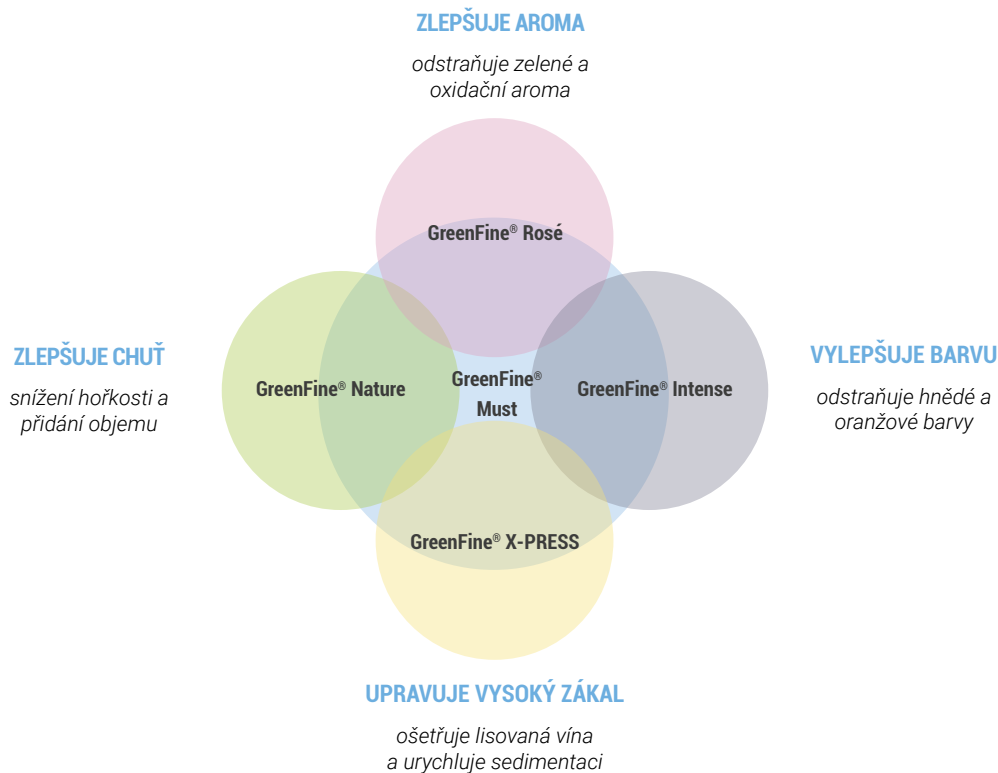 ZLEPŠUJE AROMA
odstraňuje zelené a
oxidační aroma
GreenFine® Rosé
ZLEPŠUJE CHUŤ
snížení hořkosti a
přidání objemu
GreenFine® Nature
GreenFine®
Must
GreenFine® Intense
VYLEPŠUJE BARVU
odstraňuje hnědé a
oranžové barvy
GreenFine® X-PRESS
UPRAVUJE VYSOKÝ ZÁKAL
ošetřuje lisovaná vína
a urychluje sedimentaci